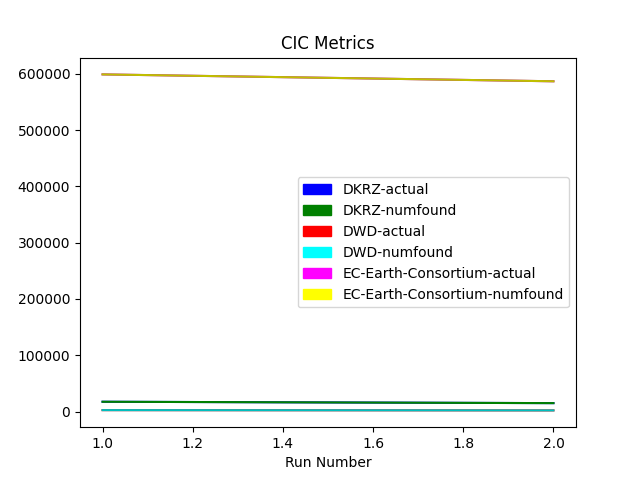 CIC Metrics
600000
500000
400000
300000
200000
100000
0
DKRZ-actual
DKRZ-numfound
DWD-actual
DWD-numfound
EC-Earth-Consortium-actual
EC-Earth-Consortium-numfound
1.0 1.2 1.4 1.6 1.8 2.0
Run Number